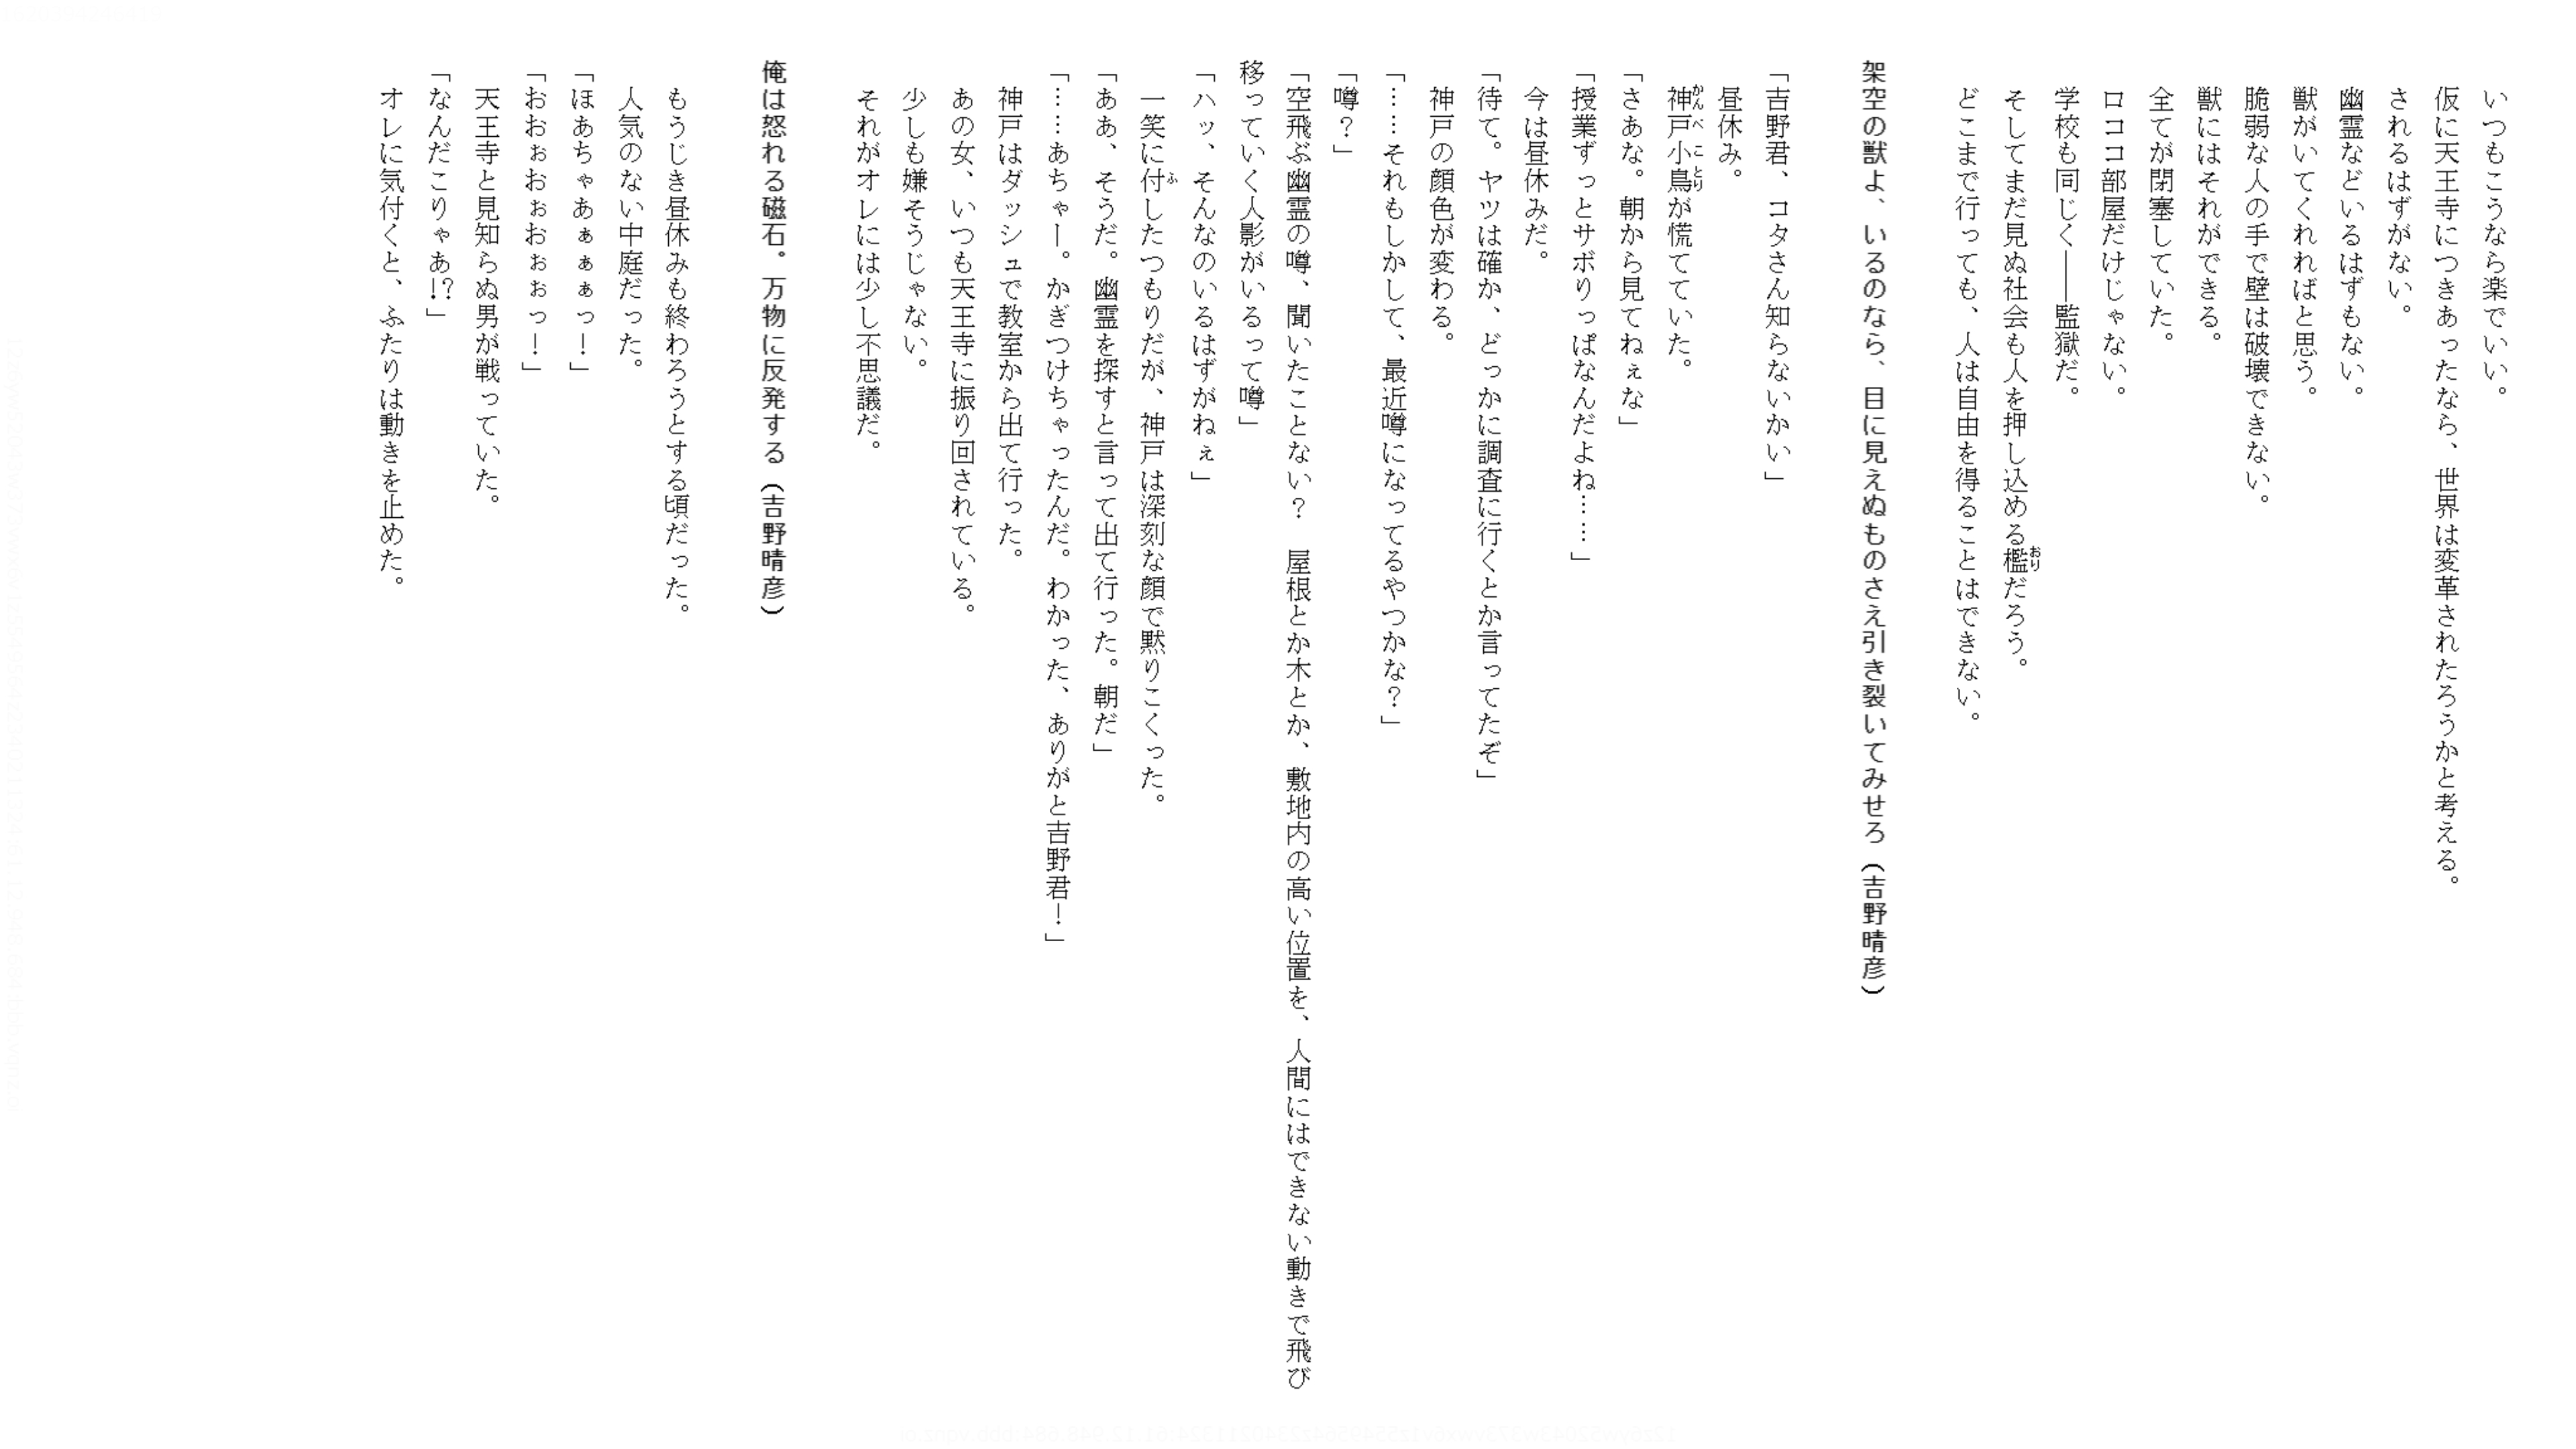 いつもこうなら楽でいい。
仮に天王寺につきあったなら、世界は変革されたろうかと考える。
されるはずがない。
幽霊などいるはずもない。
獣がいてくれればと思う。
脆弱な人の手で壁は破壊できない。
獣にはそれができる。
全てが閉塞していた。
ロココ部屋だけじゃない。
学校も同じく――監獄だ。
そしてまだ見ぬ社会も人を押し込める檻だろう。
どこまで行っても、人は自由を得ることはできない。
架空の獣よ、いるのなら、目に見えぬものさえ引き裂いてみせろ（吉野晴彦）
「吉野君、コタさん知らないかい」
昼休み。
神戸小鳥が慌てていた。
「さあな。朝から見てねぇな」
「授業ずっとサボりっぱなんだよね……」
今は昼休みだ。
「待て。ヤツは確か、どっかに調査に行くとか言ってたぞ」
神戸の顔色が変わる。
「……それもしかして、最近噂になってるやつかな？」
「噂？」
「空飛ぶ幽霊の噂、聞いたことない？　屋根とか木とか、敷地内の高い位置を、人間にはできない動きで飛び
移っていく人影がいるって噂」
「ハッ、そんなのいるはずがねぇ」
一笑に付したつもりだが、神戸は深刻な顔で黙りこくった。
「ああ、そうだ。幽霊を探すと言って出て行った。朝だ」
「……あちゃー。かぎつけちゃったんだ。わかった、ありがと吉野君！」
神戸はダッシュで教室から出て行った。
あの女、いつも天王寺に振り回されている。
少しも嫌そうじゃない。
それがオレには少し不思議だ。
俺は怒れる磁石。万物に反発する（吉野晴彦）
もうじき昼休みも終わろうとする頃だった。
人気のない中庭だった。
「ほあちゃあぁぁぁっ！」
「おおぉおぉおぉぉっ！」
天王寺と見知らぬ男が戦っていた。
「なんだこりゃあ!?」
オレに気付くと、ふたりは動きを止めた。